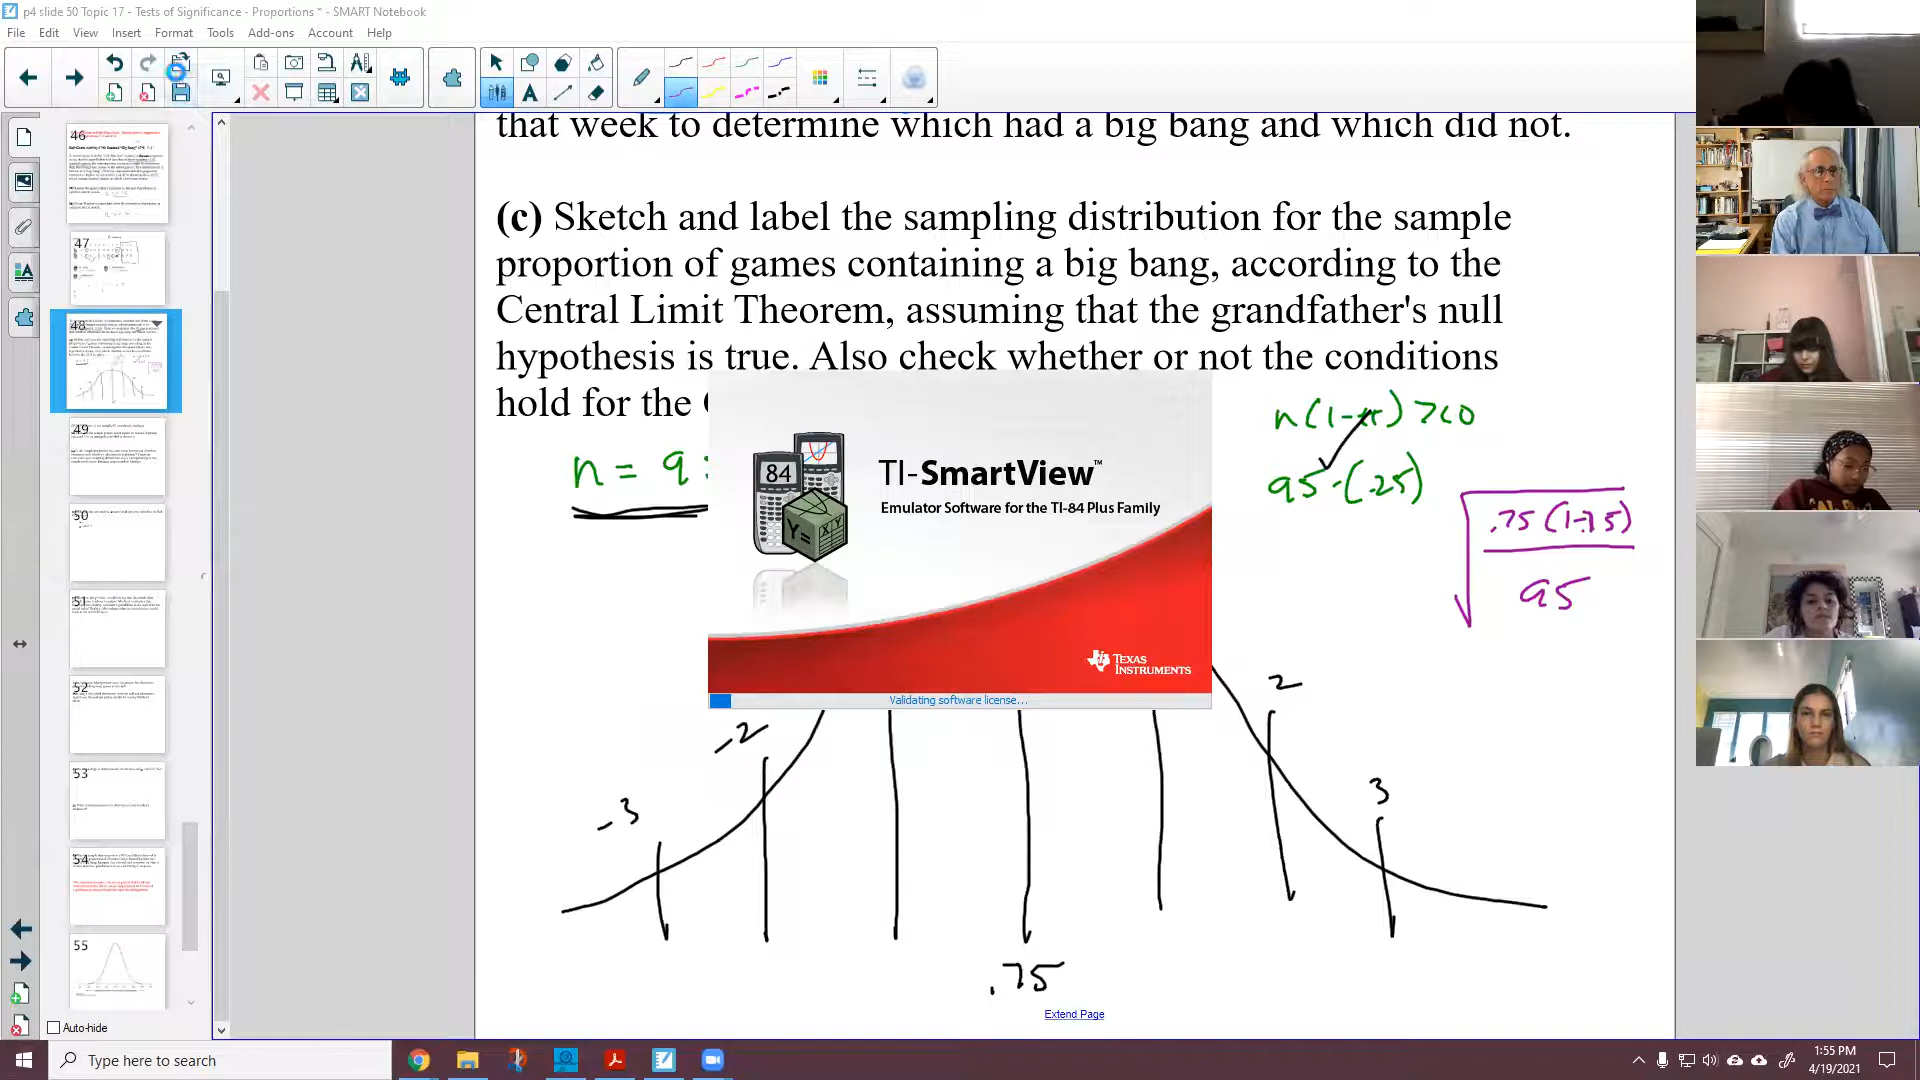 p4 slide 50 Topic 17 - Tests of Significance - Proportions * - SMART Notebook
File Edit View Insert Format Tools Add-ons Account Help
46
47
48
49
50
51
52
53
54
55
Auto-hide
that week to determine which had a big bang and which did not.
(c) Sketch and label the sampling distribution for the sample
proportion of games containing a big bang, according to the
Central Limit Theorem, assuming that the grandfather's null
hypothesis is true. Also check whether or not the conditions
hold for the
n = 9
n(1-π) >10
95·(.25)
.75(1-.75)
95
84
Y=
TI-SmartView™
Emulator Software for the TI-84 Plus Family
TEXAS
INSTRUMENTS
Validating software license...
-3
-2
2
3
.75
Extend Page
Type here to search
1:55 PM
4/19/2021